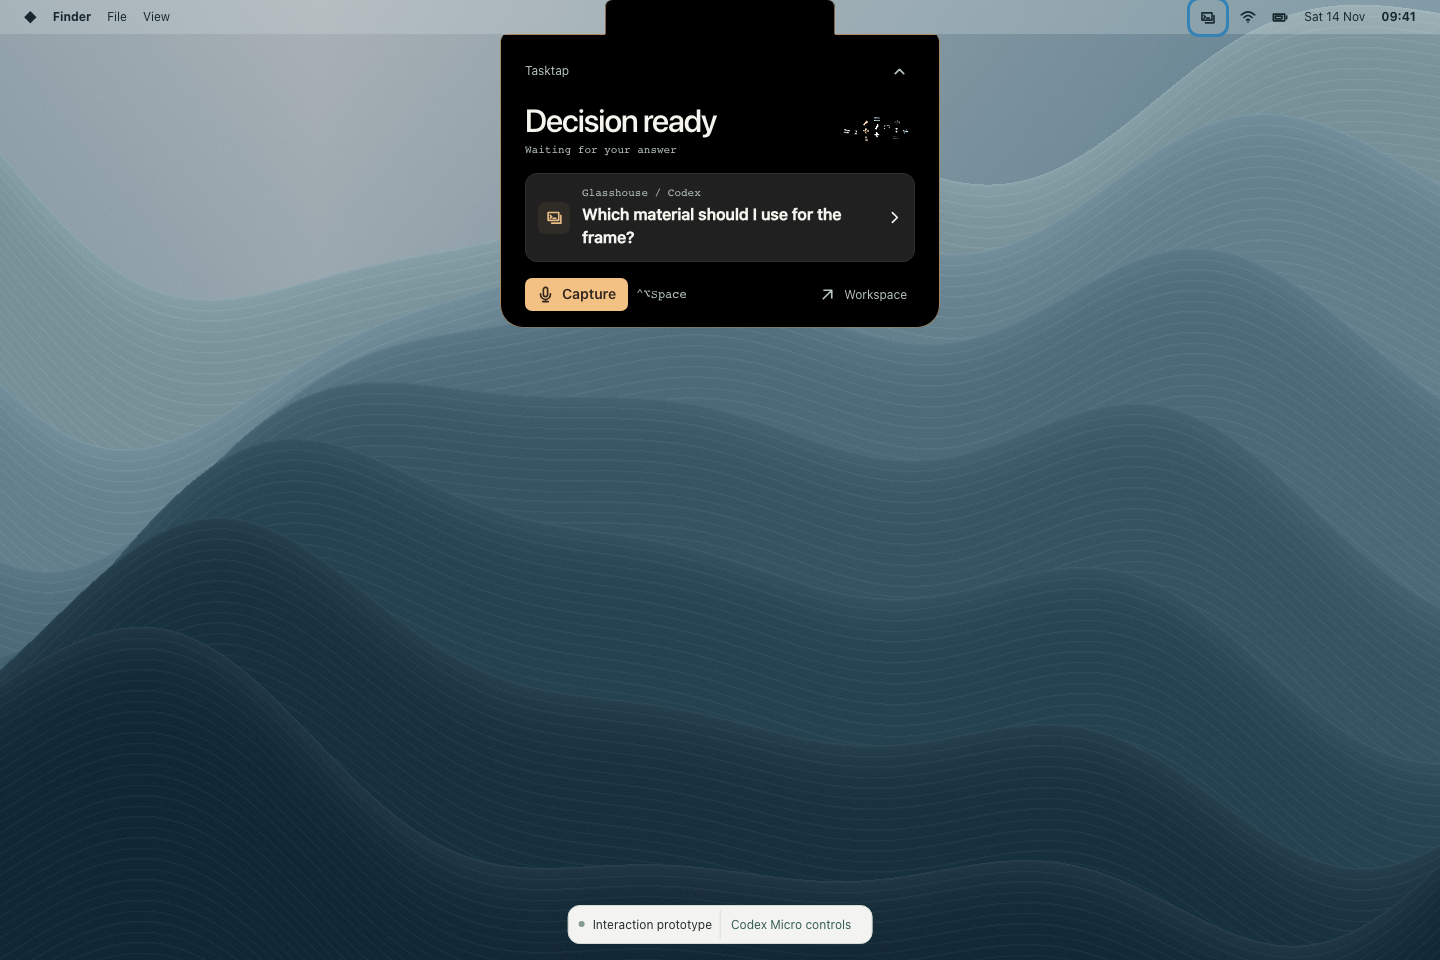 Finder File View Sat 14 Nov 09:41
Tasktap
Decision ready
Waiting for your answer
Glasshouse / Codex
Which material should I use for the
frame?
Capture ^⌥Space Workspace
Interaction prototype Codex Micro controls